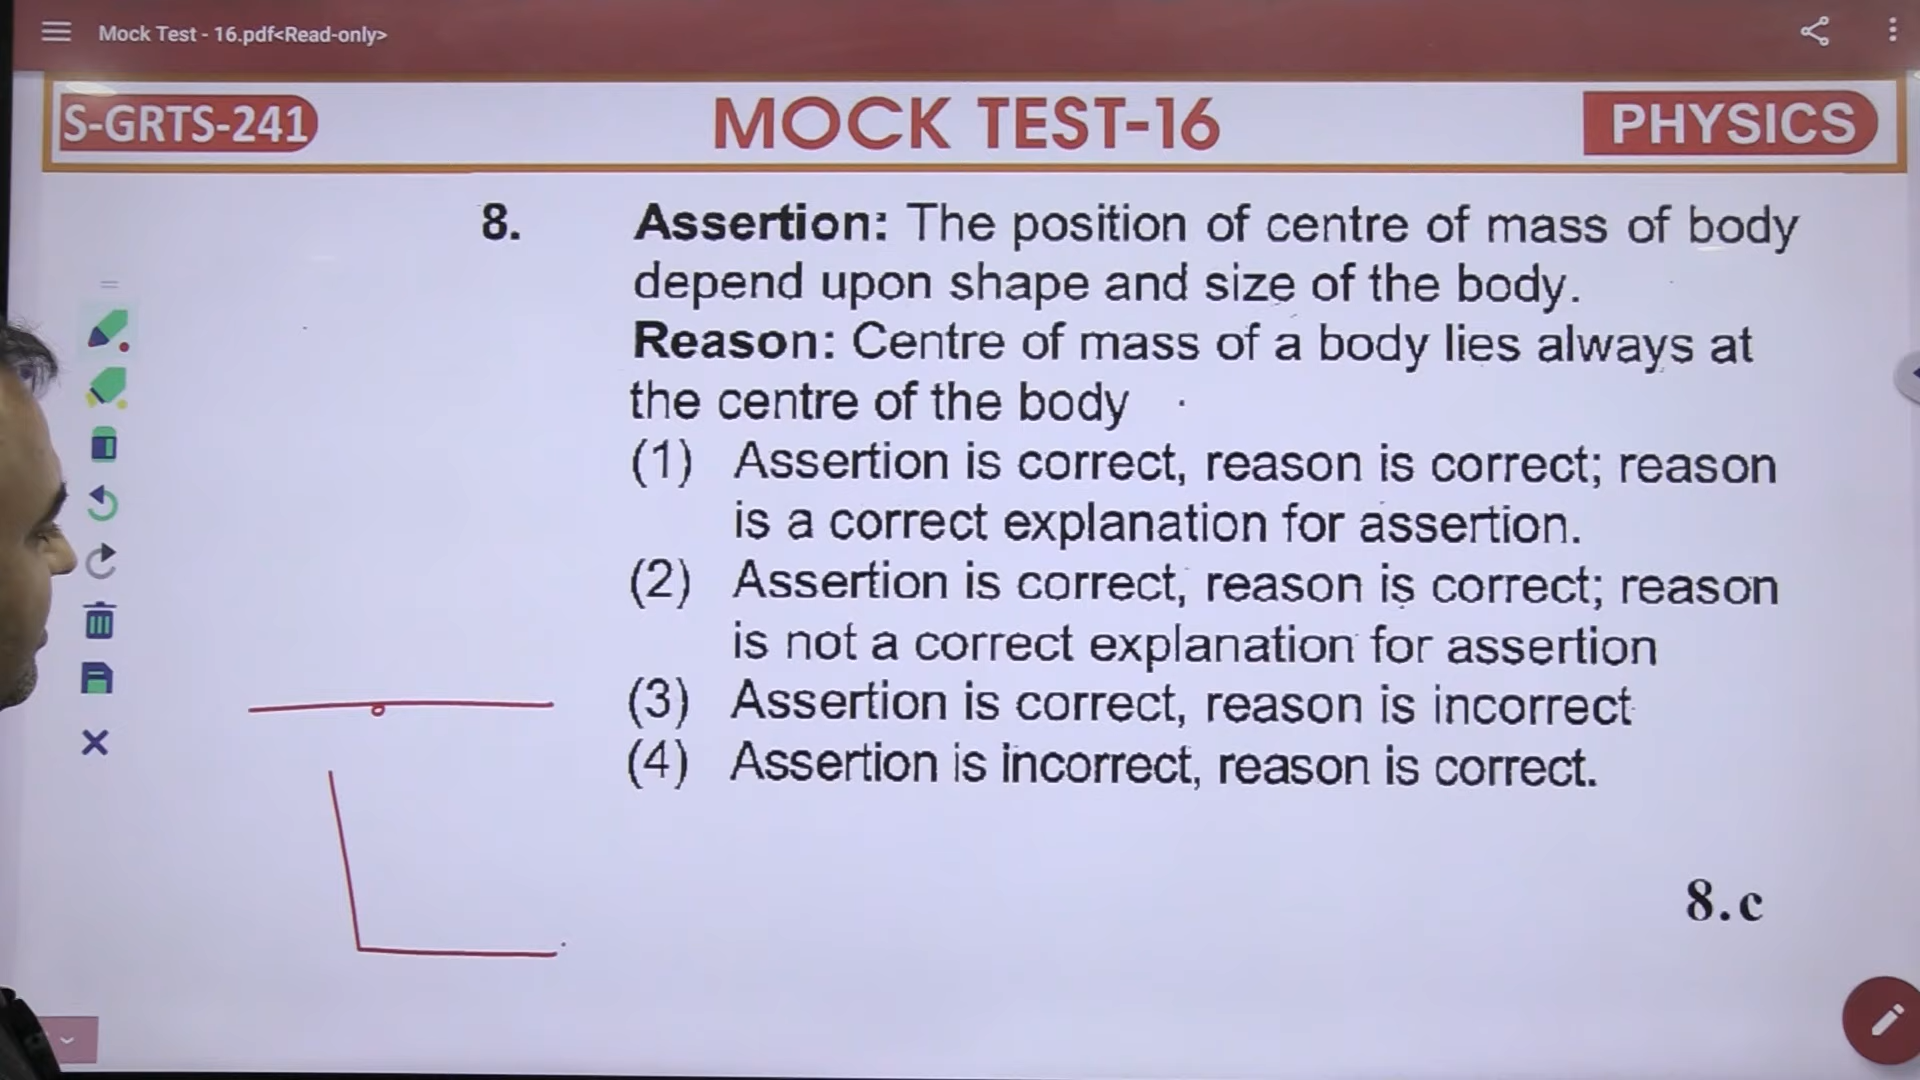 Mock Test - 16.pdf<Read-only>
S-GRTS-241 MOCK TEST-16 PHYSICS
8. Assertion: The position of centre of mass of body
depend upon shape and size of the body.
Reason: Centre of mass of a body lies always at
the centre of the body
(1) Assertion is correct, reason is correct; reason
is a correct explanation for assertion.
(2) Assertion is correct, reason is correct; reason
is not a correct explanation for assertion
(3) Assertion is correct, reason is incorrect
(4) Assertion is incorrect, reason is correct.
8.c